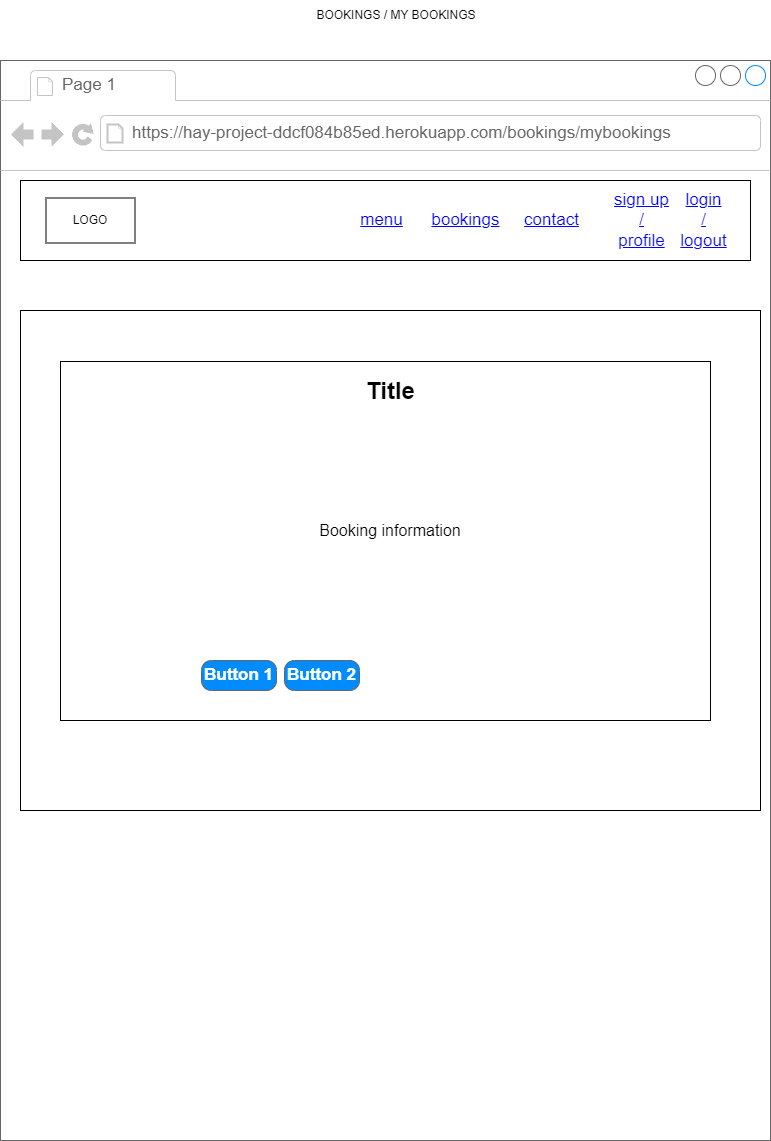 BOOKINGS / MY BOOKINGS
Page 1
https://hay-project-ddcf084b85ed.herokuapp.com/bookings/mybookings
LOGO
menu
bookings
contact
sign up
/
profile
login
/
logout
Title
Booking information
Button 1
Button 2